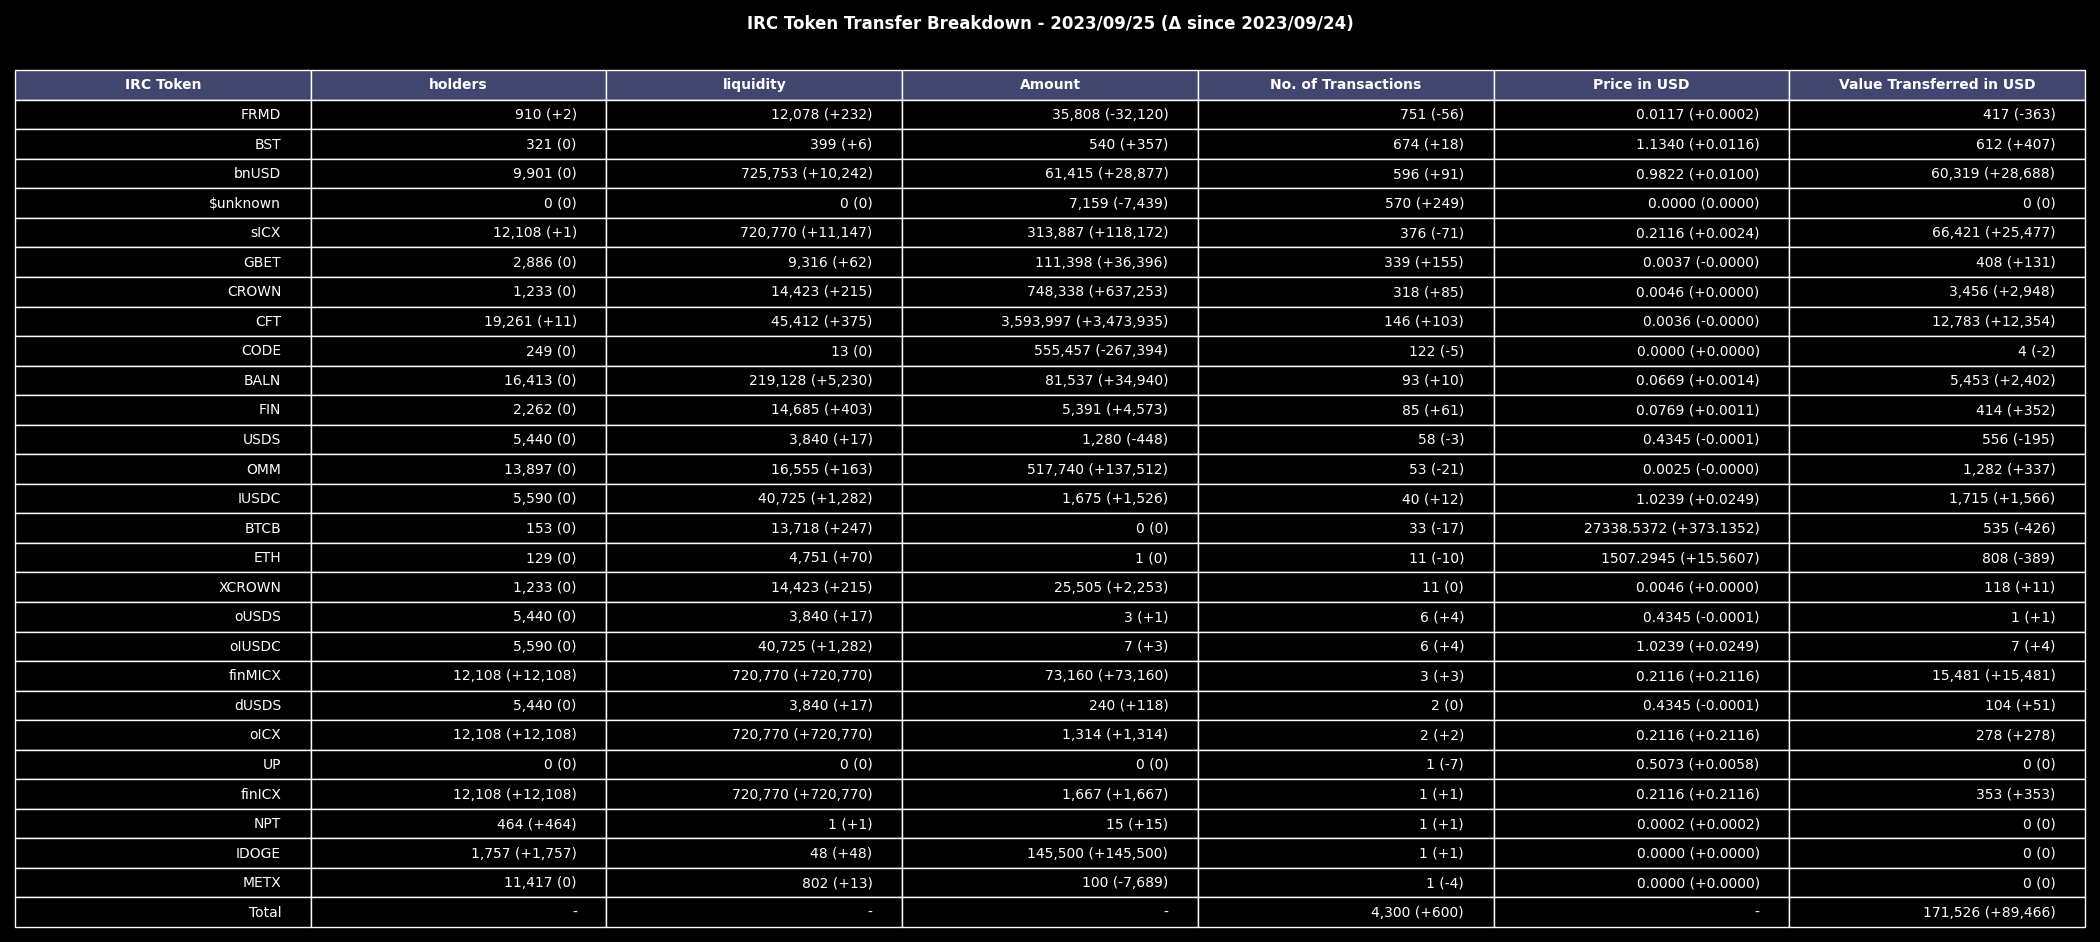 IRC Token Transfer Breakdown - 2023/09/25 (Δ since 2023/09/24)
IRC Token holders liquidity Amount No. of Transactions Price in USD Value Transferred in USD
FRMD 910 (+2) 12,078 (+232) 35,808 (-32,120) 751 (-56) 0.0117 (+0.0002) 417 (-363)
BST 321 (0) 399 (+6) 540 (+357) 674 (+18) 1.1340 (+0.0116) 612 (+407)
bnUSD 9,901 (0) 725,753 (+10,242) 61,415 (+28,877) 596 (+91) 0.9822 (+0.0100) 60,319 (+28,688)
$unknown 0 (0) 0 (0) 7,159 (-7,439) 570 (+249) 0.0000 (0.0000) 0 (0)
sICX 12,108 (+1) 720,770 (+11,147) 313,887 (+118,172) 376 (-71) 0.2116 (+0.0024) 66,421 (+25,477)
GBET 2,886 (0) 9,316 (+62) 111,398 (+36,396) 339 (+155) 0.0037 (-0.0000) 408 (+131)
CROWN 1,233 (0) 14,423 (+215) 748,338 (+637,253) 318 (+85) 0.0046 (+0.0000) 3,456 (+2,948)
CFT 19,261 (+11) 45,412 (+375) 3,593,997 (+3,473,935) 146 (+103) 0.0036 (-0.0000) 12,783 (+12,354)
CODE 249 (0) 13 (0) 555,457 (-267,394) 122 (-5) 0.0000 (+0.0000) 4 (-2)
BALN 16,413 (0) 219,128 (+5,230) 81,537 (+34,940) 93 (+10) 0.0669 (+0.0014) 5,453 (+2,402)
FIN 2,262 (0) 14,685 (+403) 5,391 (+4,573) 85 (+61) 0.0769 (+0.0011) 414 (+352)
USDS 5,440 (0) 3,840 (+17) 1,280 (-448) 58 (-3) 0.4345 (-0.0001) 556 (-195)
OMM 13,897 (0) 16,555 (+163) 517,740 (+137,512) 53 (-21) 0.0025 (-0.0000) 1,282 (+337)
IUSDC 5,590 (0) 40,725 (+1,282) 1,675 (+1,526) 40 (+12) 1.0239 (+0.0249) 1,715 (+1,566)
BTCB 153 (0) 13,718 (+247) 0 (0) 33 (-17) 27338.5372 (+373.1352) 535 (-426)
ETH 129 (0) 4,751 (+70) 1 (0) 11 (-10) 1507.2945 (+15.5607) 808 (-389)
XCROWN 1,233 (0) 14,423 (+215) 25,505 (+2,253) 11 (0) 0.0046 (+0.0000) 118 (+11)
oUSDS 5,440 (0) 3,840 (+17) 3 (+1) 6 (+4) 0.4345 (-0.0001) 1 (+1)
oIUSDC 5,590 (0) 40,725 (+1,282) 7 (+3) 6 (+4) 1.0239 (+0.0249) 7 (+4)
finMICX 12,108 (+12,108) 720,770 (+720,770) 73,160 (+73,160) 3 (+3) 0.2116 (+0.2116) 15,481 (+15,481)
dUSDS 5,440 (0) 3,840 (+17) 240 (+118) 2 (0) 0.4345 (-0.0001) 104 (+51)
oICX 12,108 (+12,108) 720,770 (+720,770) 1,314 (+1,314) 2 (+2) 0.2116 (+0.2116) 278 (+278)
UP 0 (0) 0 (0) 0 (0) 1 (-7) 0.5073 (+0.0058) 0 (0)
finICX 12,108 (+12,108) 720,770 (+720,770) 1,667 (+1,667) 1 (+1) 0.2116 (+0.2116) 353 (+353)
NPT 464 (+464) 1 (+1) 15 (+15) 1 (+1) 0.0002 (+0.0002) 0 (0)
IDOGE 1,757 (+1,757) 48 (+48) 145,500 (+145,500) 1 (+1) 0.0000 (+0.0000) 0 (0)
METX 11,417 (0) 802 (+13) 100 (-7,689) 1 (-4) 0.0000 (+0.0000) 0 (0)
Total - - - 4,300 (+600) - 171,526 (+89,466)